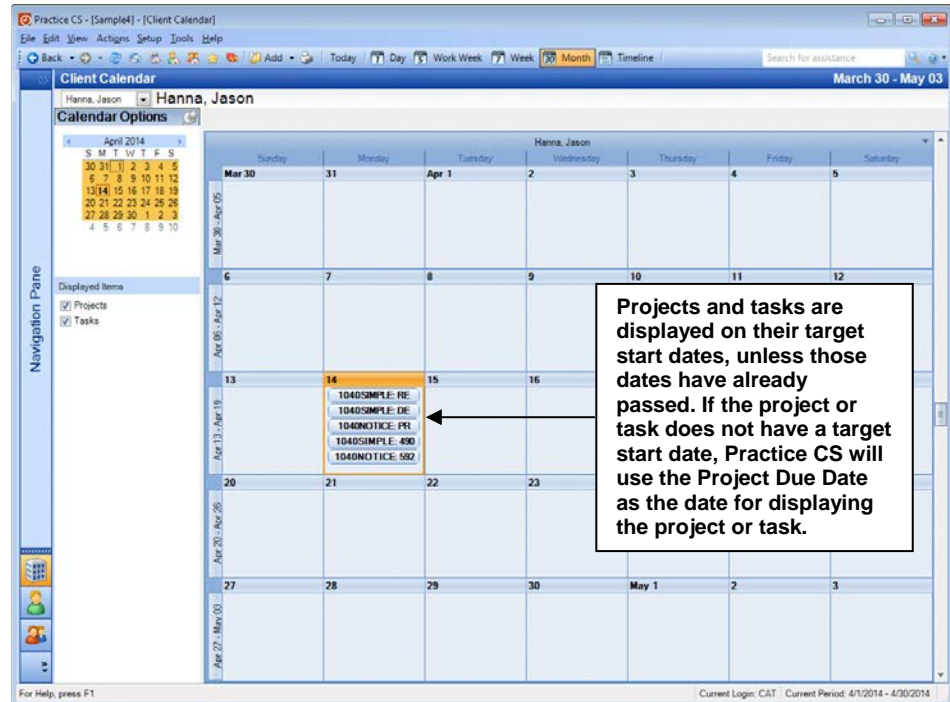 Practice CS - [Sample4] - [Client Calendar]
File Edit View Actions Setup Tools Help
Back Add Today Day Work Week Week Month Timeline Search for assistance
Client Calendar March 30 - May 03
Hanna, Jason Hanna, Jason
Calendar Options
April 2014
S M T W T F S
30 31 1 2 3 4 5
6 7 8 9 10 11 12
13 14 15 16 17 18 19
20 21 22 23 24 25 26
27 28 29 30 1 2 3
4 5 6 7 8 9 10
Displayed Items
Projects
Tasks
Navigation Pane
Hanna, Jason
Sunday Monday Tuesday Wednesday Thursday Friday Saturday
Mar 30 31 Apr 1 2 3 4 5
Mar 30 - Apr 05
6 7 8 9 10 11 12
Apr 06 - Apr 12
13 14 15 16
Apr 13 - Apr 19
1040SIMPLE: RE
1040SIMPLE: DE
1040NOTICE: PR
1040SIMPLE: 490
1040NOTICE: 592
20 21 22 23
Apr 20 - Apr 26
27 28 29 30 May 1 2 3
Apr 27 - May 03
Projects and tasks are
displayed on their target
start dates, unless those
dates have already
passed. If the project or
task does not have a target
start date, Practice CS will
use the Project Due Date
as the date for displaying
the project or task.
For Help, press F1
Current Login: CAT Current Period: 4/1/2014 - 4/30/2014